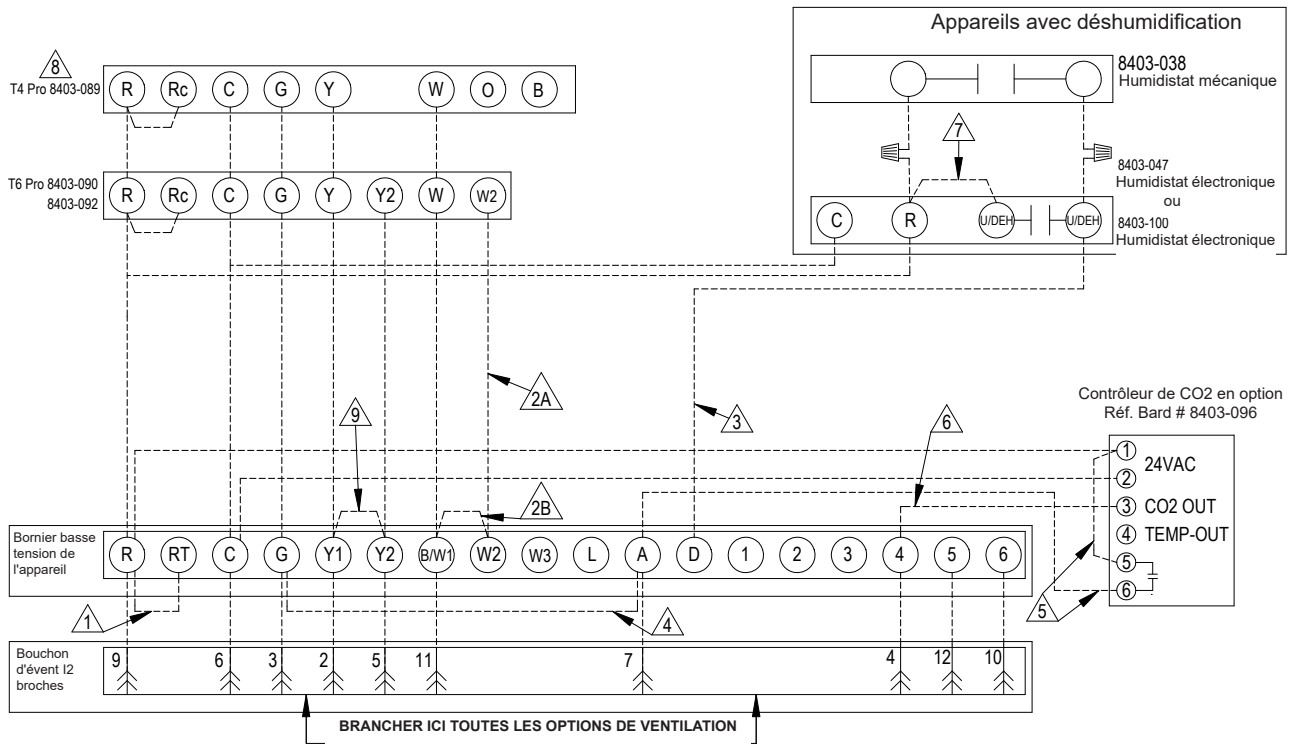 Appareils avec déshumidification
8403-038
Humidistat mécanique
8
T4 Pro 8403-089
R Rc C G Y W O B
7
8403-047
Humidistat électronique
ou
8403-100
Humidistat électronique
T6 Pro 8403-090
8403-092
R Rc C G Y Y2 W W2
C R U/DEH U/DEH
2A
9
3
6
Contrôleur de CO2 en option
Réf. Bard # 8403-096
1
24VAC
2
3 CO2 OUT
4 TEMP-OUT
5
6
2B
5
Bornier basse
tension de
l'appareil
R RT C G Y1 Y2 B/W1 W2 W3 L A D 1 2 3 4 5 6
1
4
Bouchon
d'évent I2
broches
9 6 3 2 5 11 7 4 12 10
BRANCHER ICI TOUTES LES OPTIONS DE VENTILATION